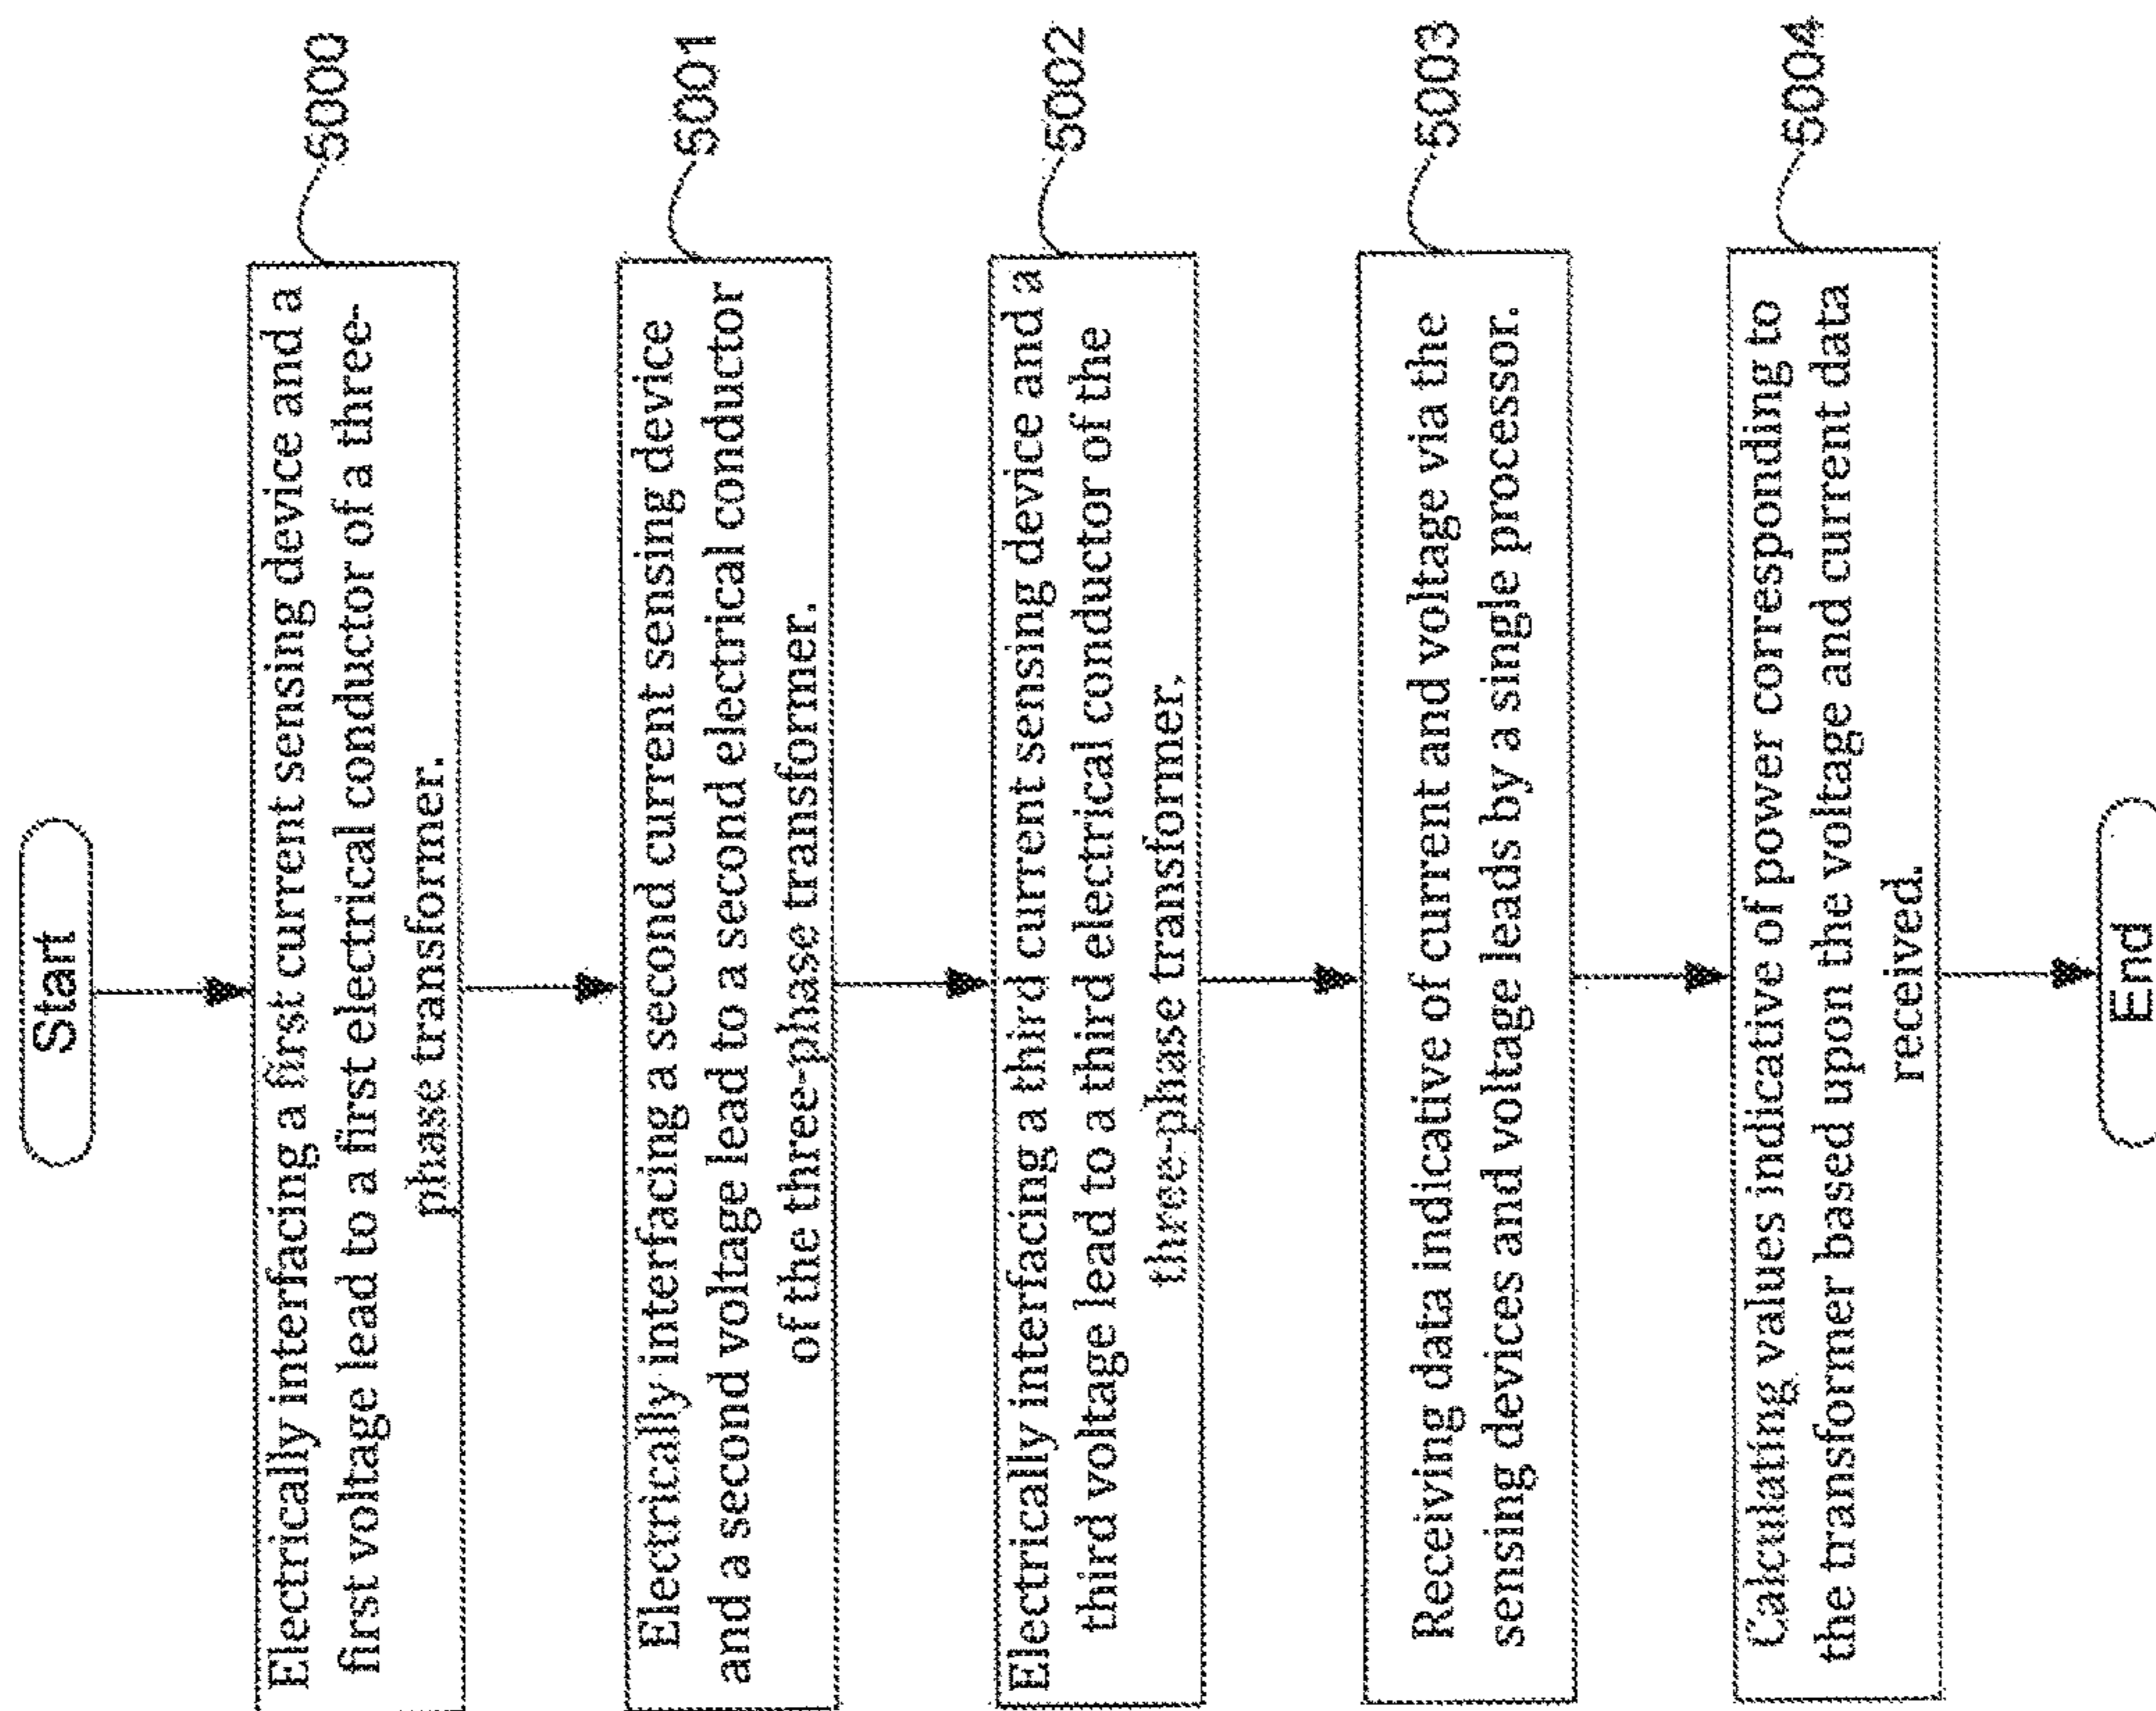 Start
Electrically interfacing a first current sensing device and a
first voltage lead to a first electrical conductor of a three-
phase transformer.
5000
Electrically interfacing a second current sensing device
and a second voltage lead to a second electrical conductor
of the three-phase transformer.
5001
Electrically interfacing a third current sensing device and a
third voltage lead to a third electrical conductor of the
three-phase transformer.
5002
Receiving data indicative of current and voltage via the
sensing devices and voltage leads by a single processor.
5003
Calculating values indicative of power corresponding to
the transformer based upon the voltage and current data
received.
5004
End